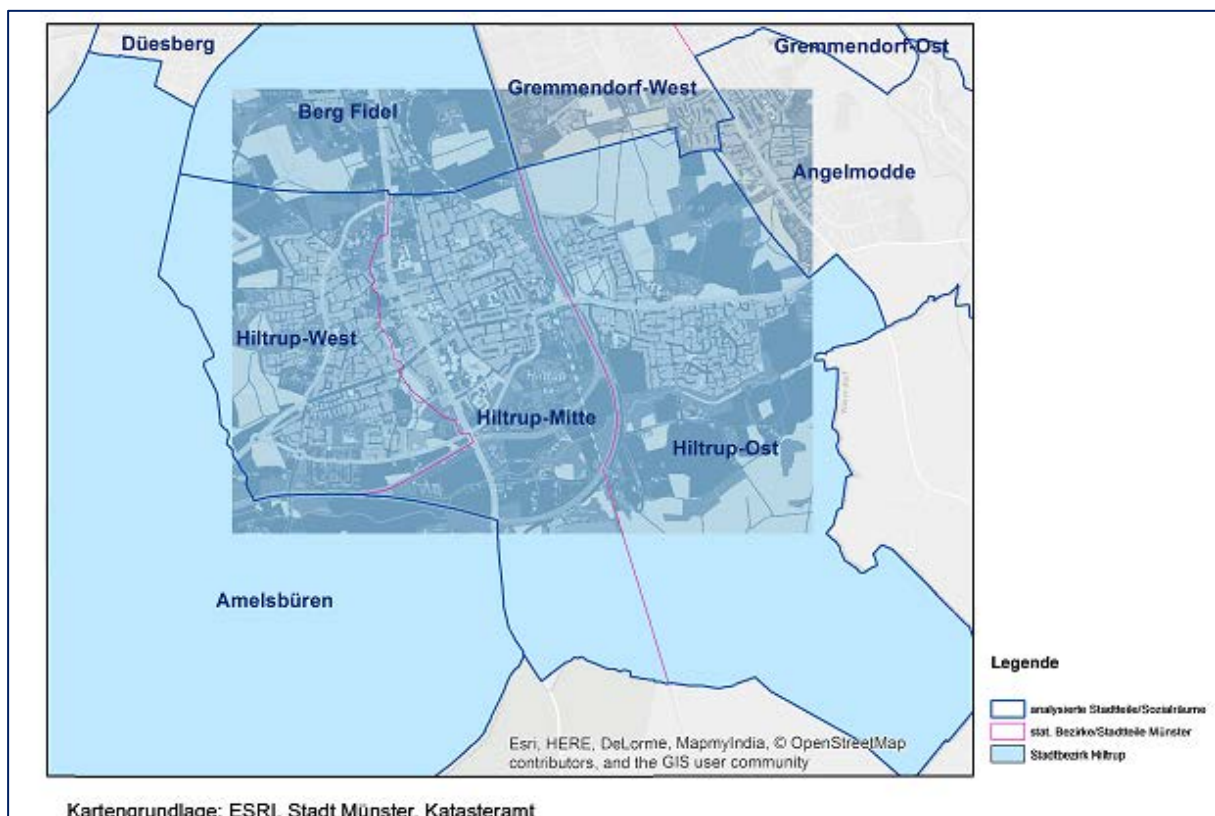 Düesberg
Gremmendorf-Ost
Gremmendorf-West
Berg Fidel
Angelmodde
Hiltrup-West
Hiltrup
Hiltrup-Mitte
Hiltrup-Ost
Amelsbüren
Legende
analysierte Stadtteile/Sozialräume
stat. Bezirke/Stadtteile Münster
Stadtbezirk Hiltrup
Esri, HERE, DeLorme, MapmyIndia, © OpenStreetMap
contributors, and the GIS user community
Kartengrundlage: ESRI, Stadt Münster, Katasteramt